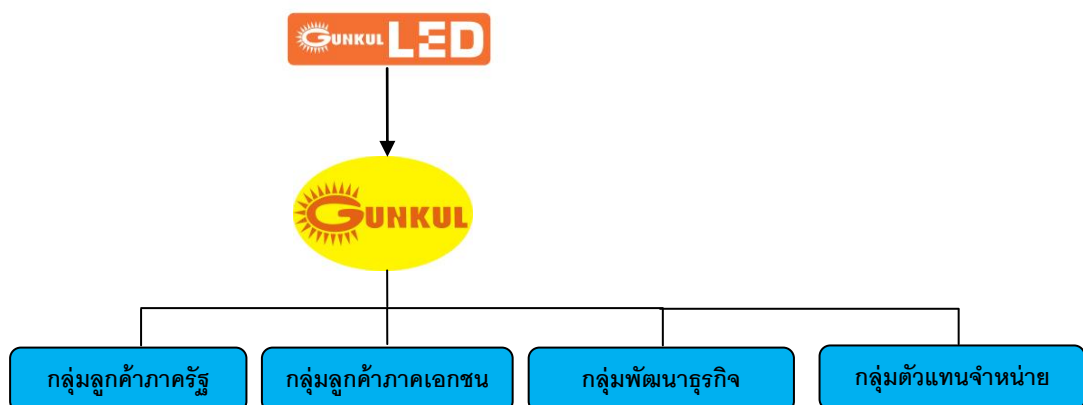 GUNKUL LED
GUNKUL
กลุ่มลูกค้าภาครัฐ
กลุ่มลูกค้าภาคเอกชน
กลุ่มพัฒนาธุรกิจ
กลุ่มตัวแทนจำหน่าย